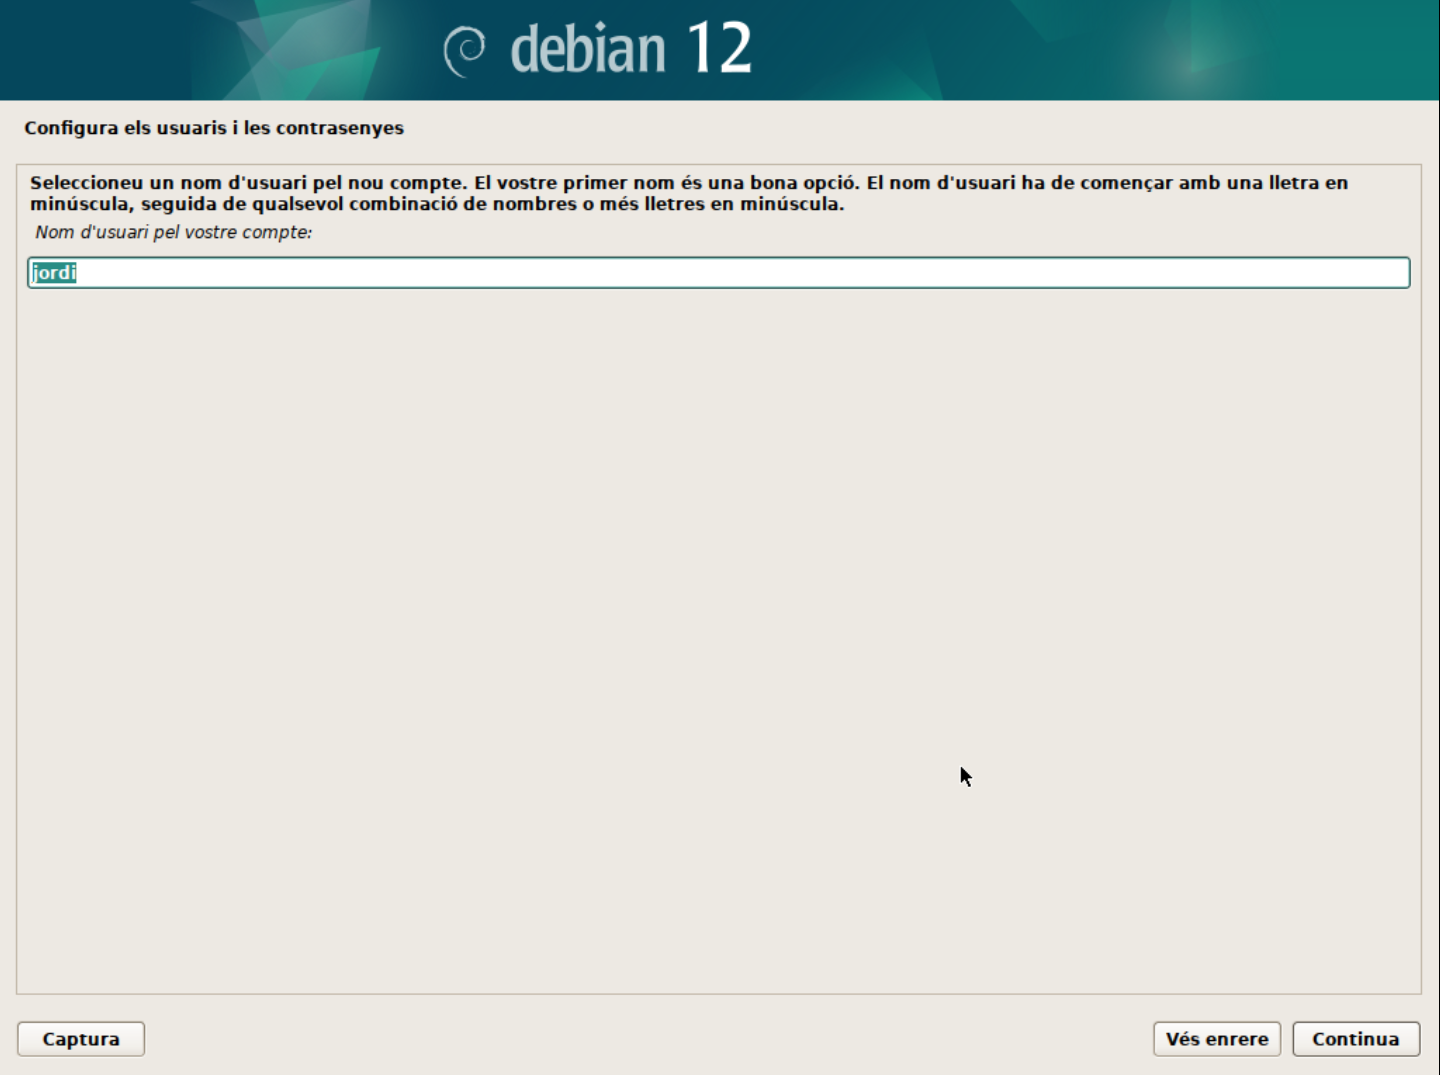 debian 12
Configura els usuaris i les contrasenyes
Seleccioneu un nom d'usuari pel nou compte. El vostre primer nom és una bona opció. El nom d'usuari ha de començar amb una lletra en
minúscula, seguida de qualsevol combinació de nombres o més lletres en minúscula.
Nom d'usuari pel vostre compte:
jordi
Captura
Vés enrere
Continua